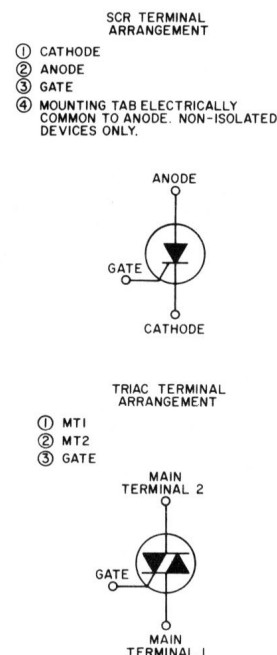 SCR TERMINAL
ARRANGEMENT
① CATHODE
② ANODE
③ GATE
④ MOUNTING TAB ELECTRICALLY
COMMON TO ANODE. NON-ISOLATED
DEVICES ONLY.
ANODE
GATE
CATHODE
TRIAC TERMINAL
ARRANGEMENT
① MT1
② MT2
③ GATE
MAIN
TERMINAL 2
GATE
MAIN
TERMINAL 1